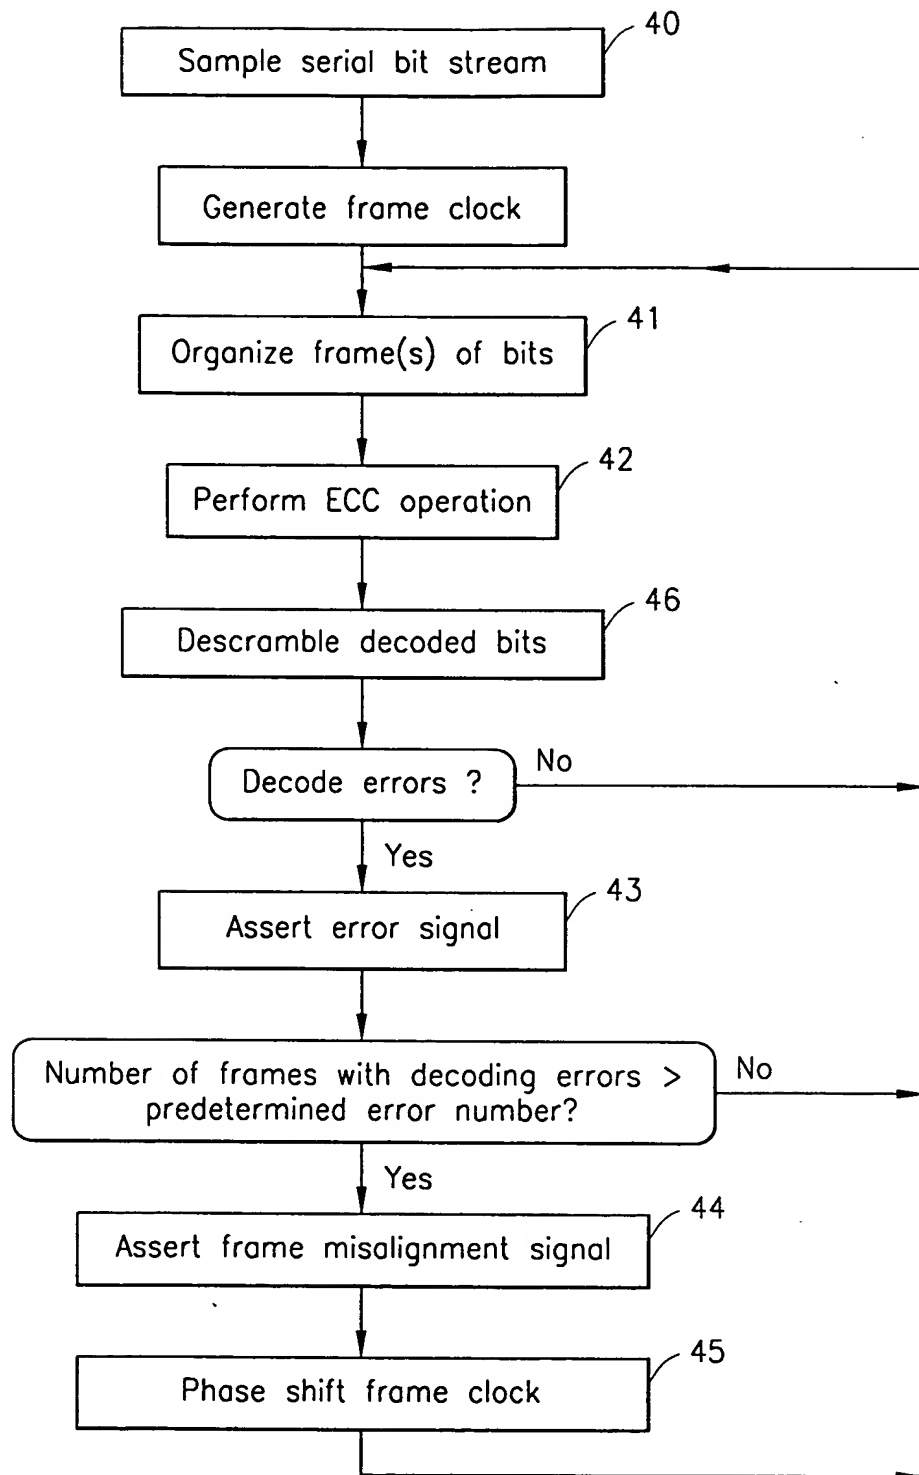 40
Sample serial bit stream
Generate frame clock
41
Organize frame(s) of bits
42
Perform ECC operation
46
Descramble decoded bits
Decode errors ?
No
Yes
43
Assert error signal
Number of frames with decoding errors >
predetermined error number?
No
Yes
44
Assert frame misalignment signal
45
Phase shift frame clock